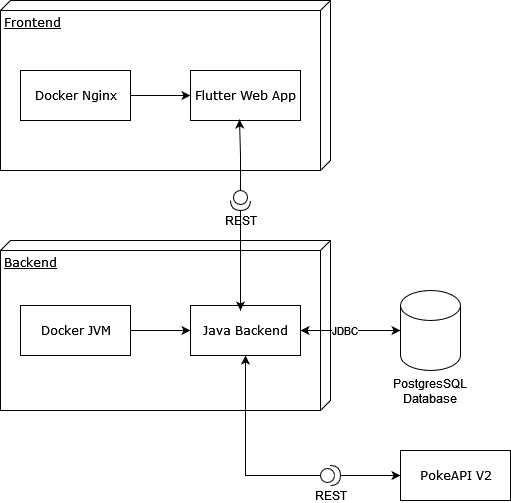 Frontend
Docker Nginx
Flutter Web App
REST
Backend
Docker JVM
Java Backend
JDBC
PostgresSQL
Database
PokeAPI V2
REST